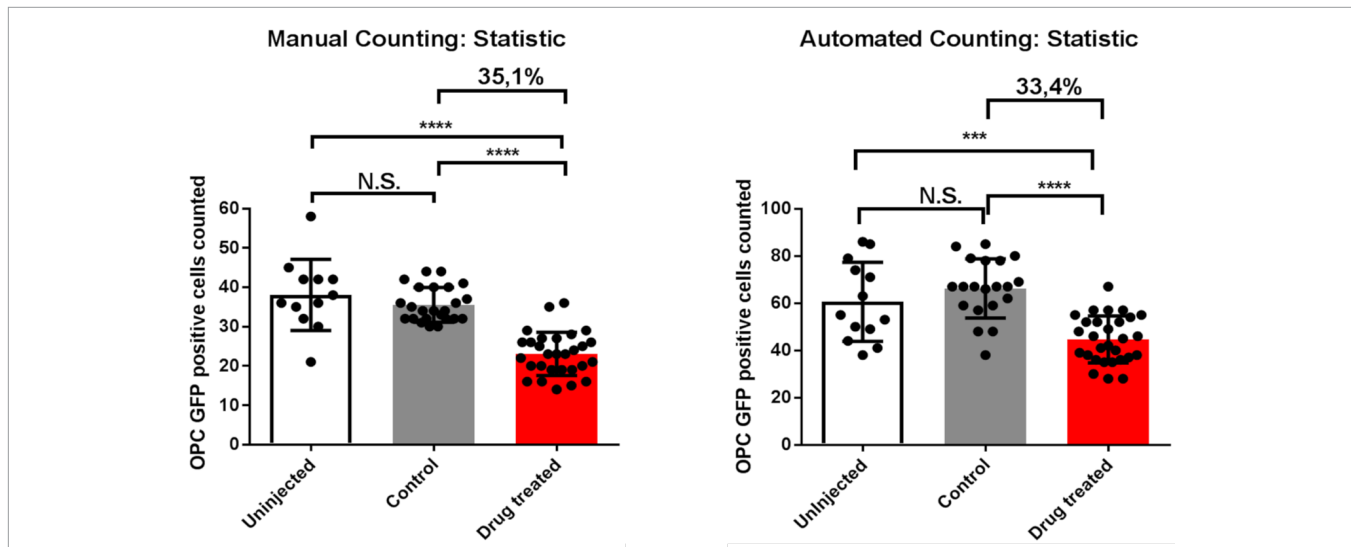 Manual Counting: Statistic
35,1%
****
****
N.S.
OPC GFP positive cells counted
60
50
40
30
20
10
0
Uninjected
Control
Drug treated
Automated Counting: Statistic
33,4%
***
****
N.S.
OPC GFP positive cells counted
100
80
60
40
20
0
UnInjected
Control
Drug treated